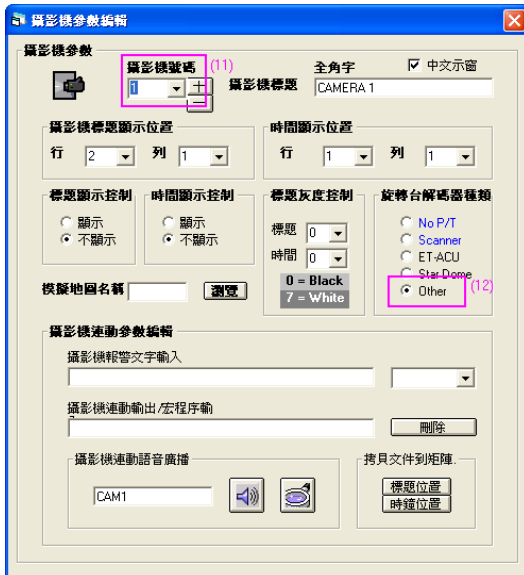 攝影機參數編輯
攝影機參數
攝影機號碼 (11) 全角字 中文示窗
1 + 攝影機標題 CAMERA 1
−
攝影機標題顯示位置 時間顯示位置
行 2 列 1 行 1 列 1
標題顯示控制 時間顯示控制 標題灰度控制 旋轉台解碼器種類
顯示 顯示 標題 0 No P/T
不顯示 不顯示 Scanner
時間 0 ET-ACU
0 = Black Star Dome
模擬地圖名稱 瀏覽 7 = White Other (12)
攝影機連動參數編輯
攝影機報警文字輸入
攝影機連動輸出/宏程序輸
刪除
攝影機連動語音廣播 拷貝文件到矩陣.
CAM1 標題位置
時鐘位置